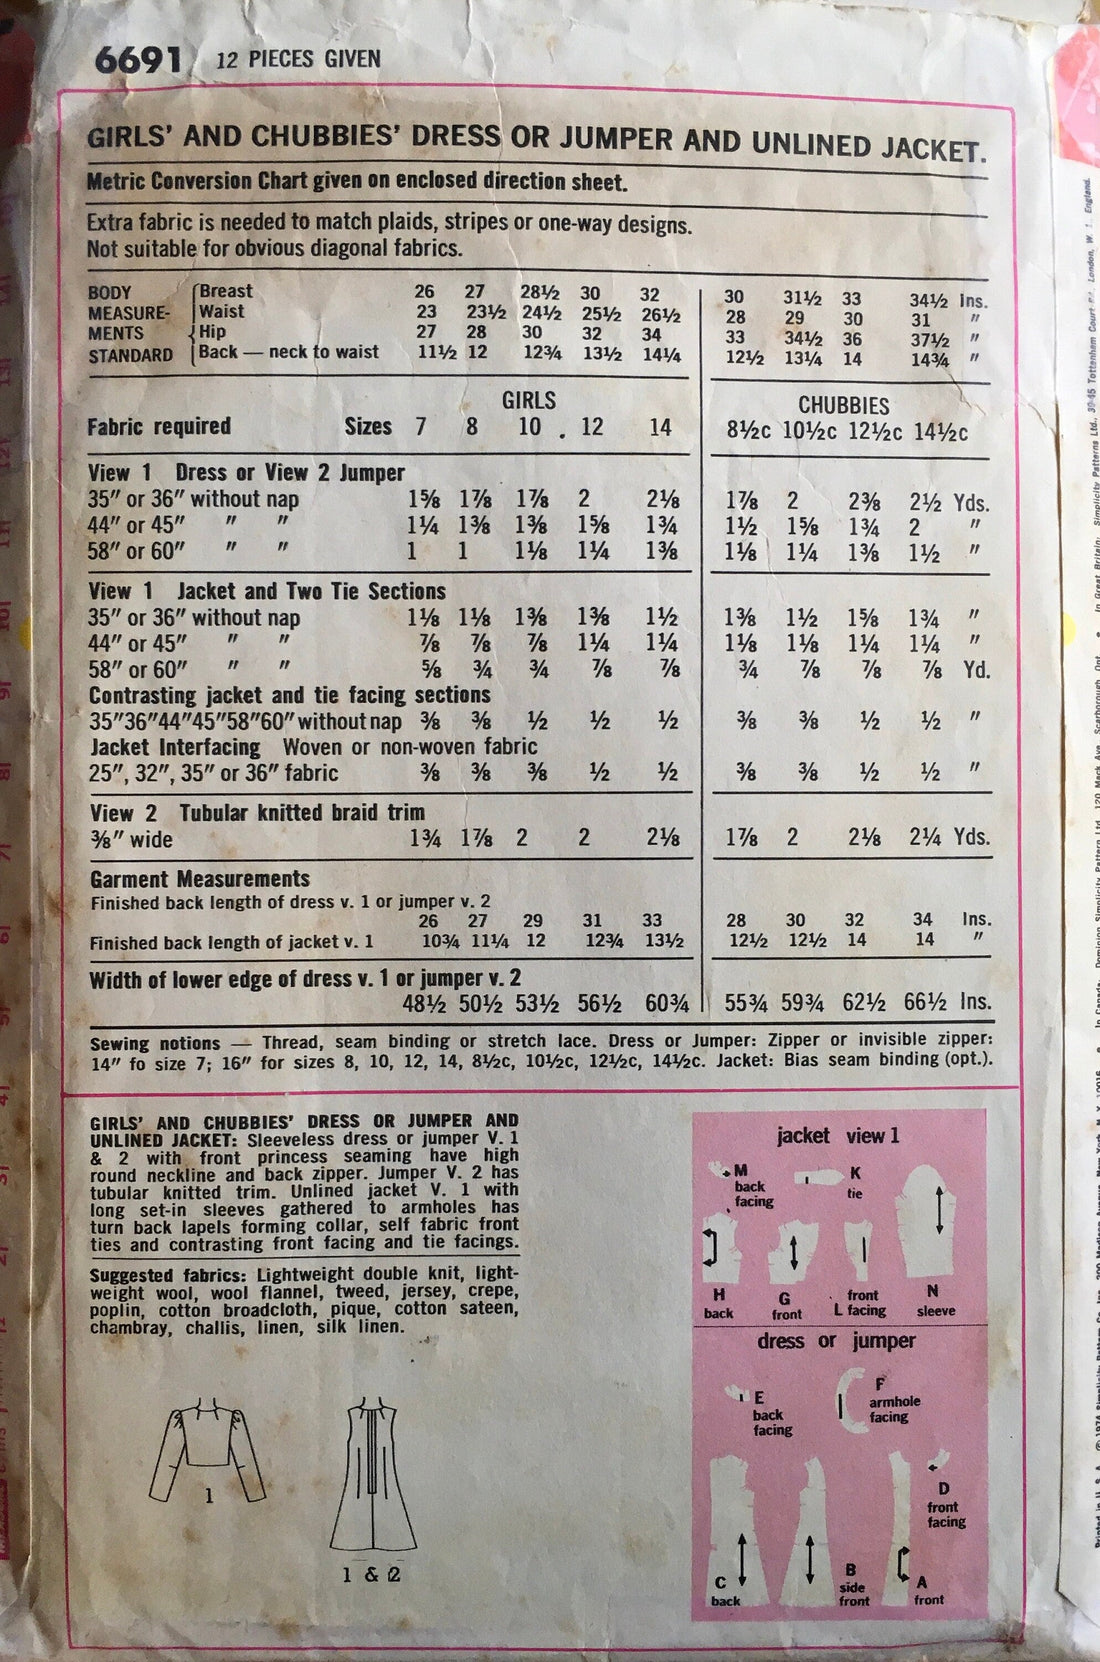 6691 12 PIECES GIVEN
GIRLS' AND CHUBBIES' DRESS OR JUMPER AND UNLINED JACKET.
Metric Conversion Chart given on enclosed direction sheet.
Extra fabric is needed to match plaids, stripes or one-way designs.
Not suitable for obvious diagonal fabrics.
BODY Breast 26 27 28½ 30 32 30 31½ 33 34½ Ins.
MEASURE- Waist 23 23½ 24½ 25½ 26½ 28 29 30 31 "
MENTS Hip 27 28 30 32 34 33 34½ 36 37½ "
STANDARD Back — neck to waist 11½ 12 12¾ 13½ 14¼ 12½ 13¼ 14 14¾ "
GIRLS CHUBBIES
Fabric required Sizes 7 8 10 . 12 14 8½c 10½c 12½c 14½c
View 1 Dress or View 2 Jumper
35" or 36" without nap 1⅝ 1⅞ 1⅞ 2 2⅛ 1⅞ 2 2⅜ 2½ Yds.
44" or 45" " " 1¼ 1⅜ 1⅜ 1⅝ 1¾ 1½ 1⅝ 1¾ 2 "
58" or 60" " " 1 1 1⅛ 1¼ 1⅜ 1⅛ 1¼ 1⅜ 1½ "
View 1 Jacket and Two Tie Sections
35" or 36" without nap 1⅛ 1⅛ 1⅜ 1⅜ 1½ 1⅜ 1½ 1⅝ 1¾ "
44" or 45" " " ⅞ ⅞ ⅞ 1¼ 1¼ 1⅛ 1⅛ 1¼ 1¼ "
58" or 60" " " ⅝ ¾ ¾ ⅞ ⅞ ¾ ⅞ ⅞ ⅞ Yd.
Contrasting jacket and tie facing sections
35"36"44"45"58"60" without nap ⅜ ⅜ ½ ½ ½ ⅜ ⅜ ½ ½ "
Jacket Interfacing Woven or non-woven fabric
25", 32", 35" or 36" fabric ⅜ ⅜ ⅜ ½ ½ ⅜ ⅜ ½ ½ "
View 2 Tubular knitted braid trim
⅜" wide 1¾ 1⅞ 2 2 2⅛ 1⅞ 2 2⅛ 2¼ Yds.
Garment Measurements
Finished back length of dress v. 1 or jumper v. 2
26 27 29 31 33 28 30 32 34 Ins.
Finished back length of jacket v. 1 10¾ 11¼ 12 12¾ 13½ 12½ 12½ 14 14 "
Width of lower edge of dress v. 1 or jumper v. 2
48½ 50½ 53½ 56½ 60¾ 55¾ 59¾ 62½ 66½ Ins.
Sewing notions — Thread, seam binding or stretch lace. Dress or Jumper: Zipper or invisible zipper:
14" fo size 7; 16" for sizes 8, 10, 12, 14, 8½c, 10½c, 12½c, 14½c. Jacket: Bias seam binding (opt.).
GIRLS' AND CHUBBIES' DRESS OR JUMPER AND
UNLINED JACKET: Sleeveless dress or jumper V. 1
& 2 with front princess seaming have high
round neckline and back zipper. Jumper V. 2 has
tubular knitted trim. Unlined jacket V. 1 with
long set-in sleeves gathered to armholes has
turn back lapels forming collar, self fabric front
ties and contrasting front facing and tie facings.
Suggested fabrics: Lightweight double knit, light-
weight wool, wool flannel, tweed, jersey, crepe,
poplin, cotton broadcloth, pique, cotton sateen,
chambray, challis, linen, silk linen.
1
1 & 2
jacket view 1
M
back
facing
K
tie
H
back
G
front
front
L facing
N
sleeve
dress or jumper
E
back
facing
F
armhole
facing
D
front
facing
C
back
B
side
front
A
front